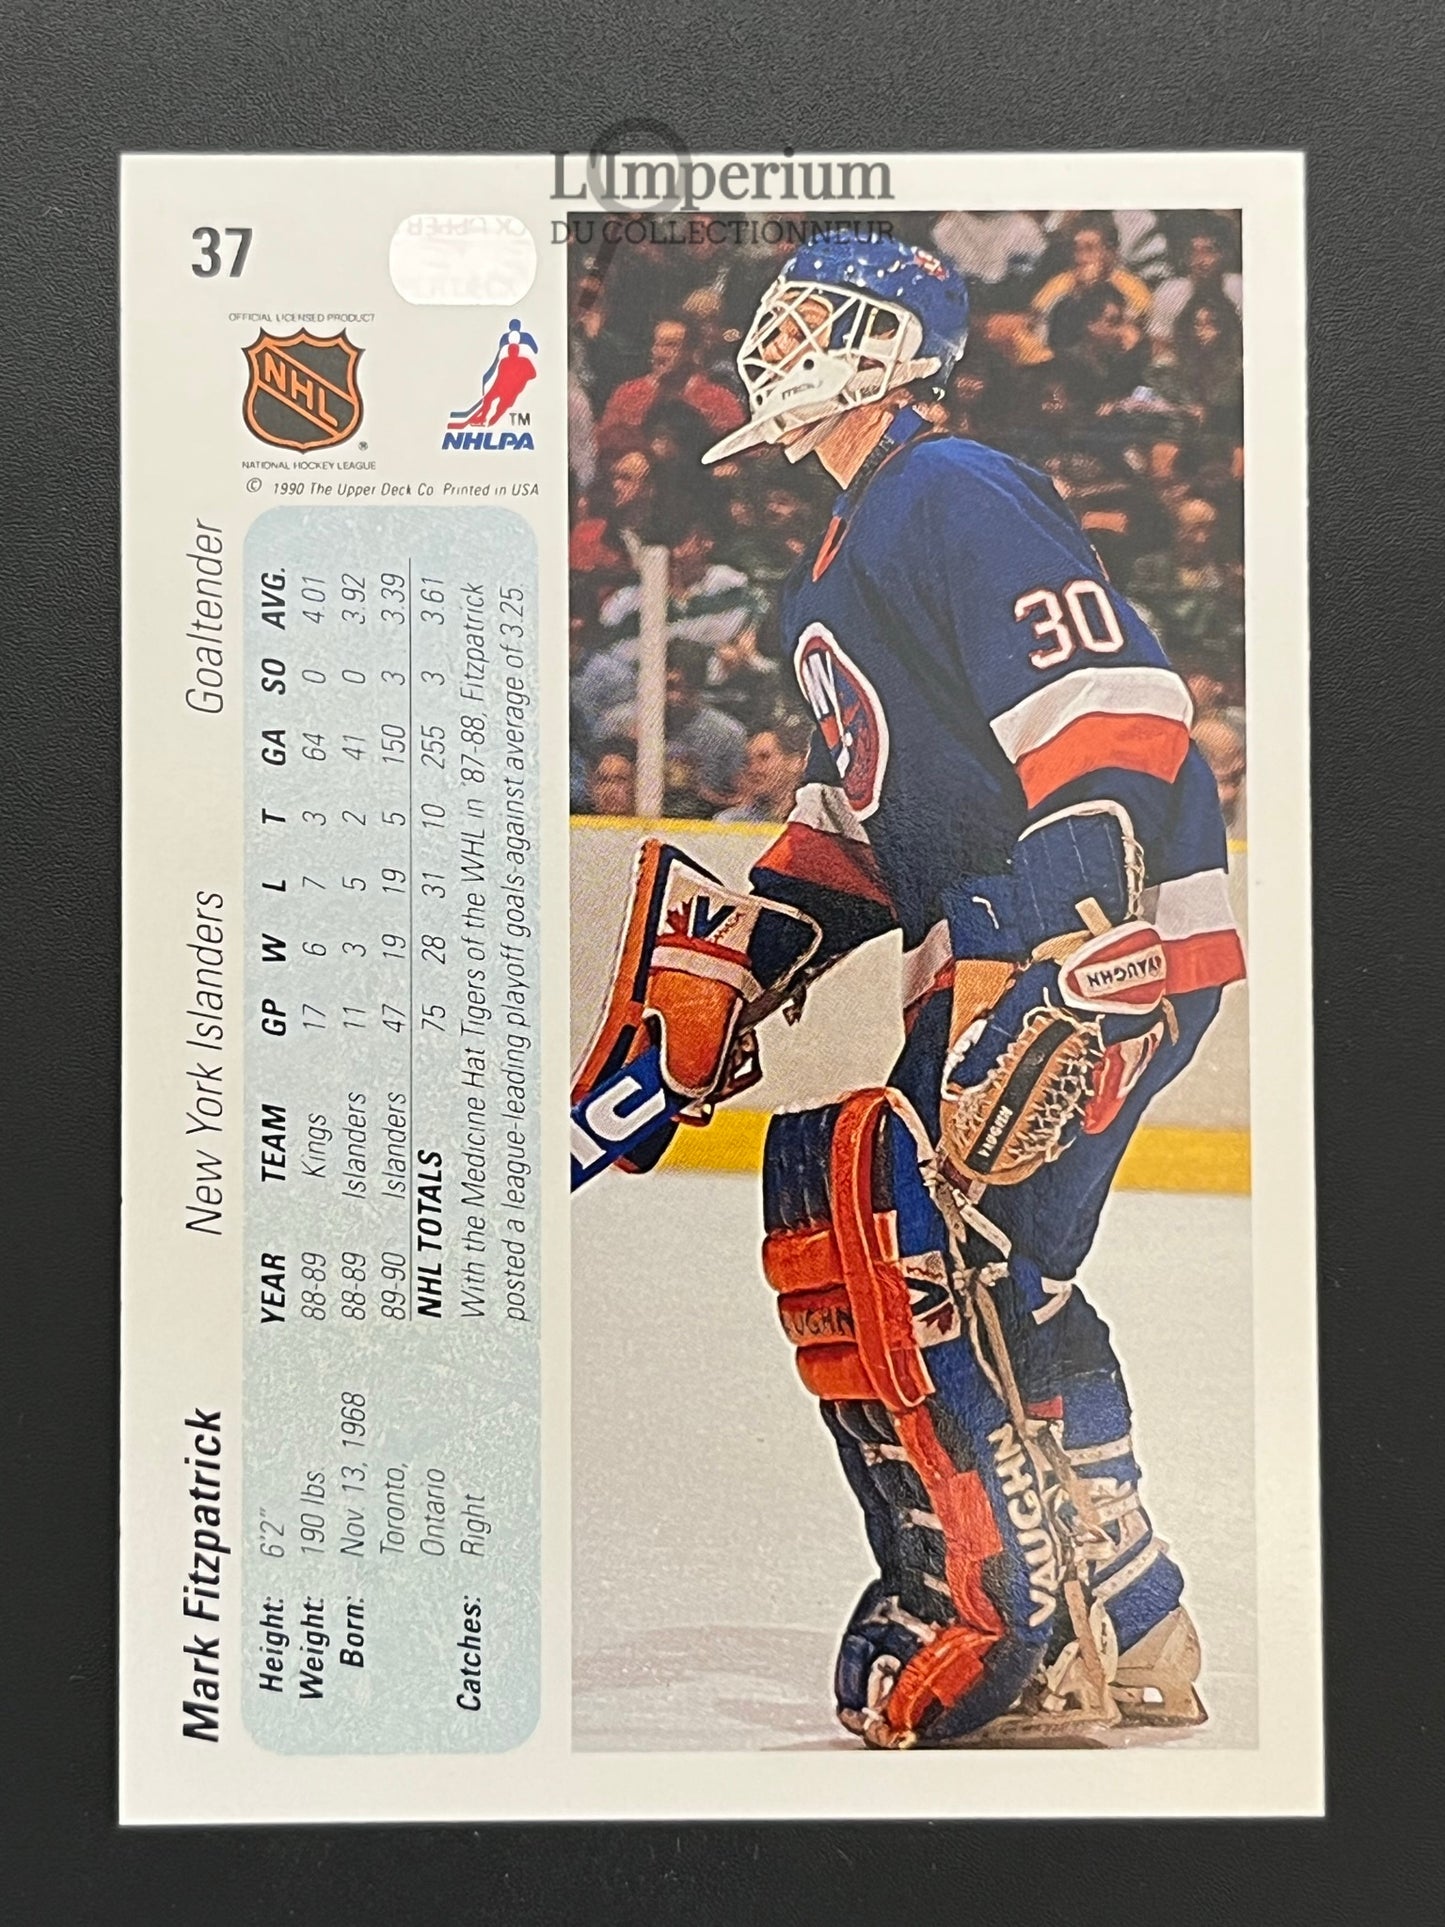 L'Imperium
DU COLLECTIONNEUR
37
OFFICIAL LICENSED PRODUCT
NHL
®
NATIONAL HOCKEY LEAGUE
TM
NHLPA
© 1990 The Upper Deck Co Printed in USA
Mark Fitzpatrick New York Islanders Goaltender
Height: 6'2"
Weight: 190 lbs.
Born: Nov 13, 1968
Toronto,
Ontario
Catches: Right
YEAR TEAM GP W L T GA SO AVG.
88-89 Kings 17 6 7 3 64 0 4.01
88-89 Islanders 11 3 5 2 41 0 3.92
89-90 Islanders 47 19 19 5 150 3 3.39
NHL TOTALS 75 28 31 10 255 3 3.61
With the Medicine Hat Tigers of the WHL in '87-88, Fitzpatrick
posted a league-leading playoff goals-against average of 3.25.
30
V
VAUGHN
VAUGHN
UGHN
VAUGHN